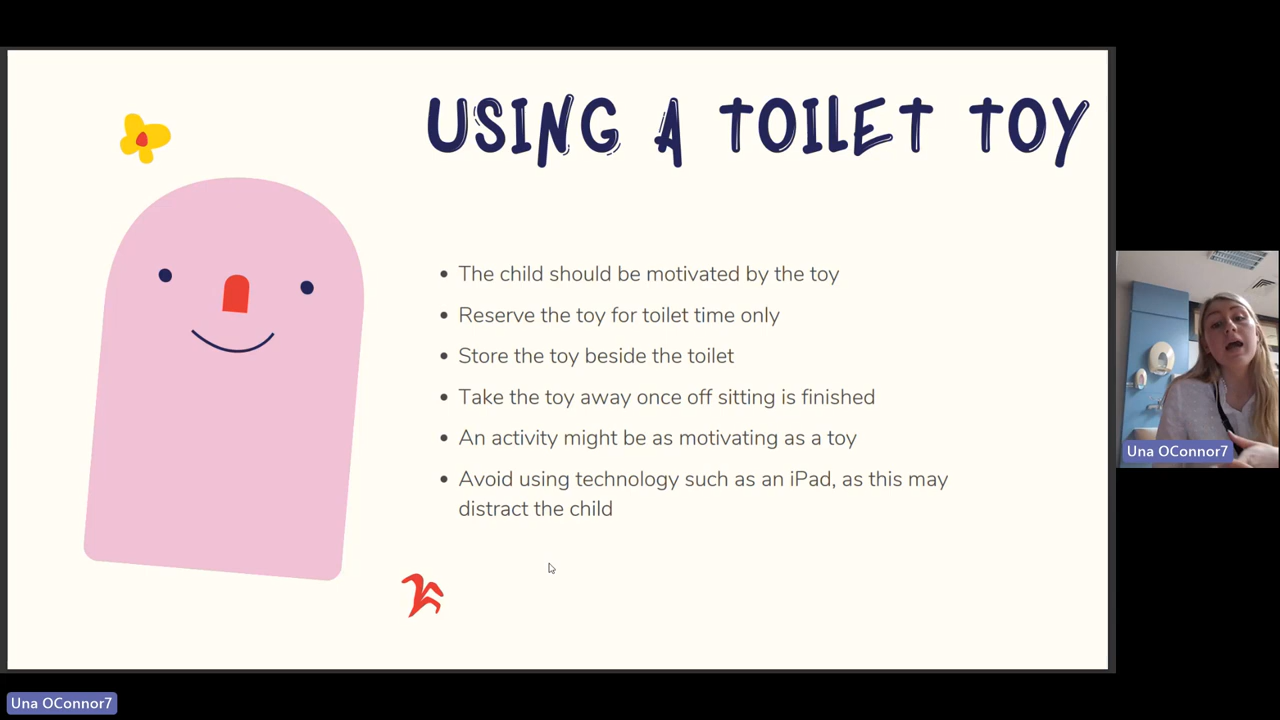 USING A TOILET TOY
• The child should be motivated by the toy
• Reserve the toy for toilet time only
• Store the toy beside the toilet
• Take the toy away once off sitting is finished
• An activity might be as motivating as a toy
• Avoid using technology such as an iPad, as this may
distract the child
Una OConnor7
Una OConnor7